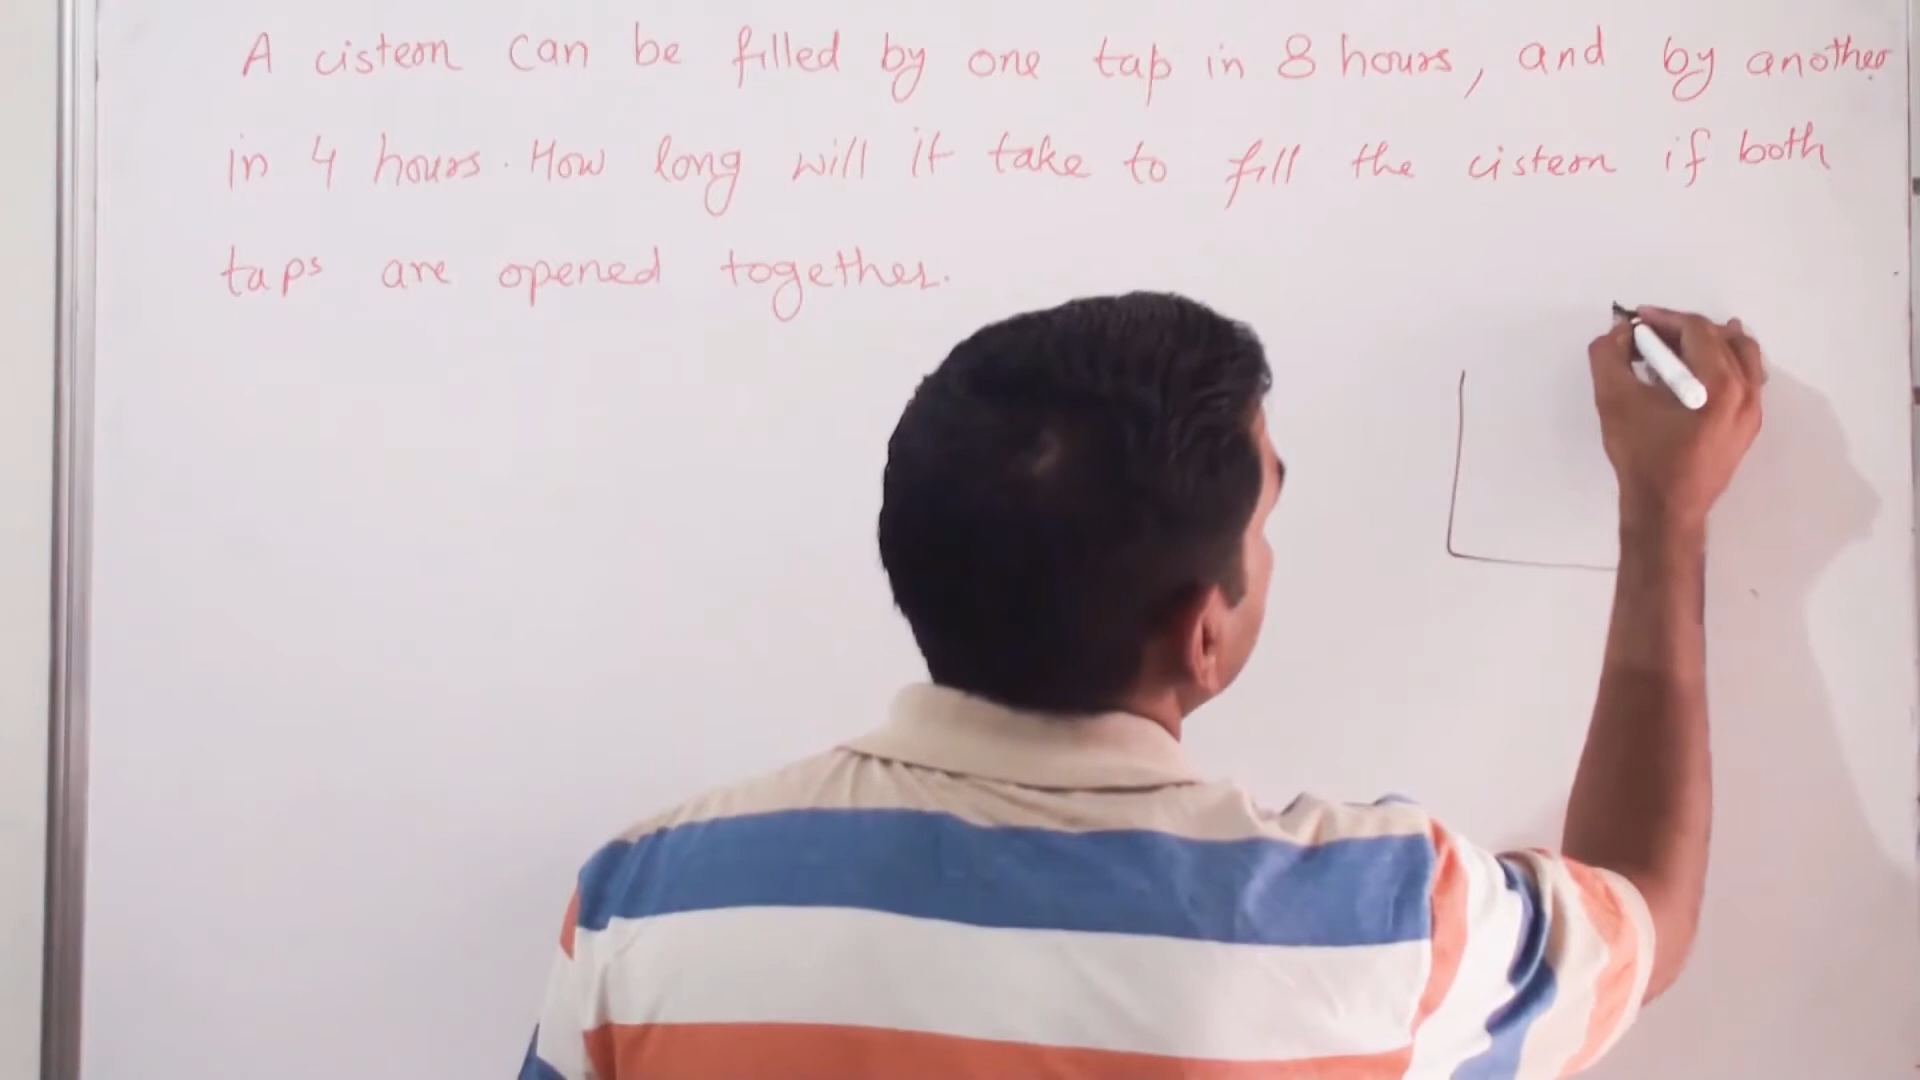 A cistern can be filled by one tap in 8 hours, and by another
in 4 hours. How long will it take to fill the cistern if both
taps are opened together.